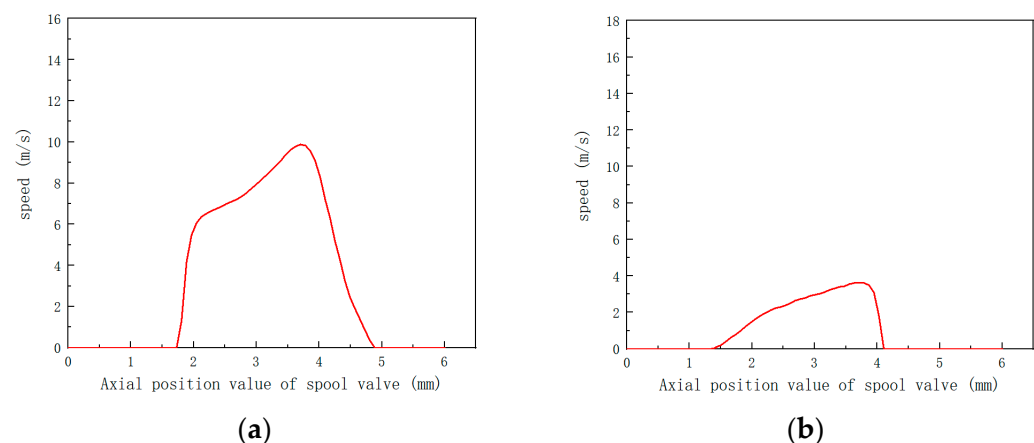 16
14
12
10
8
6
4
2
0
speed (m/s)
0 1 2 3 4 5 6
Axial position value of spool valve (mm)
(a)
18
16
14
12
10
8
6
4
2
0
speed (m/s)
0 1 2 3 4 5 6
Axial position value of spool valve (mm)
(b)